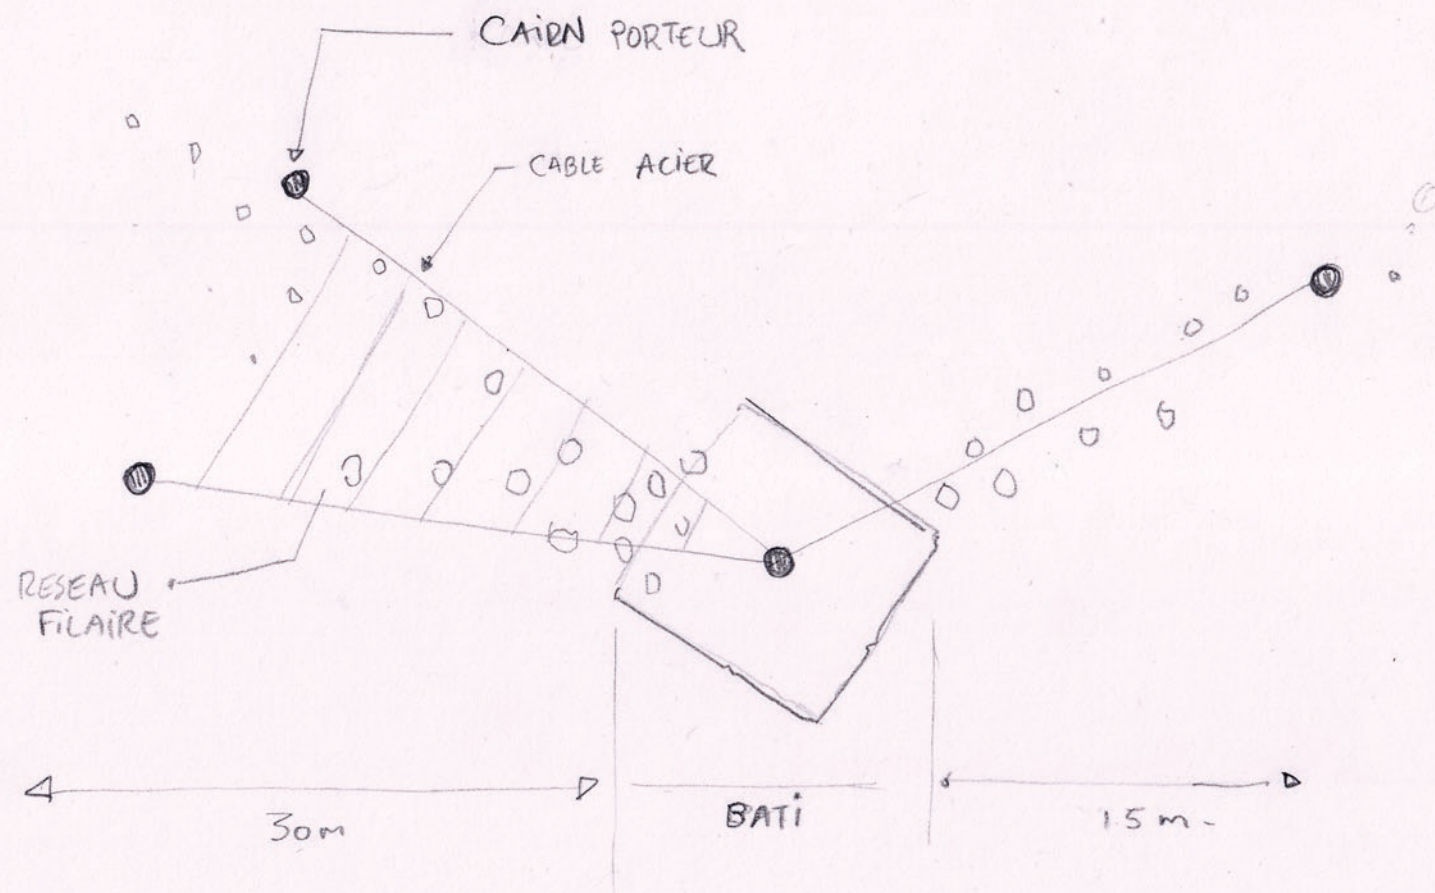 CAIRN PORTEUR
CABLE ACIER
RESEAU
FILAIRE
30m
BATI
15m-